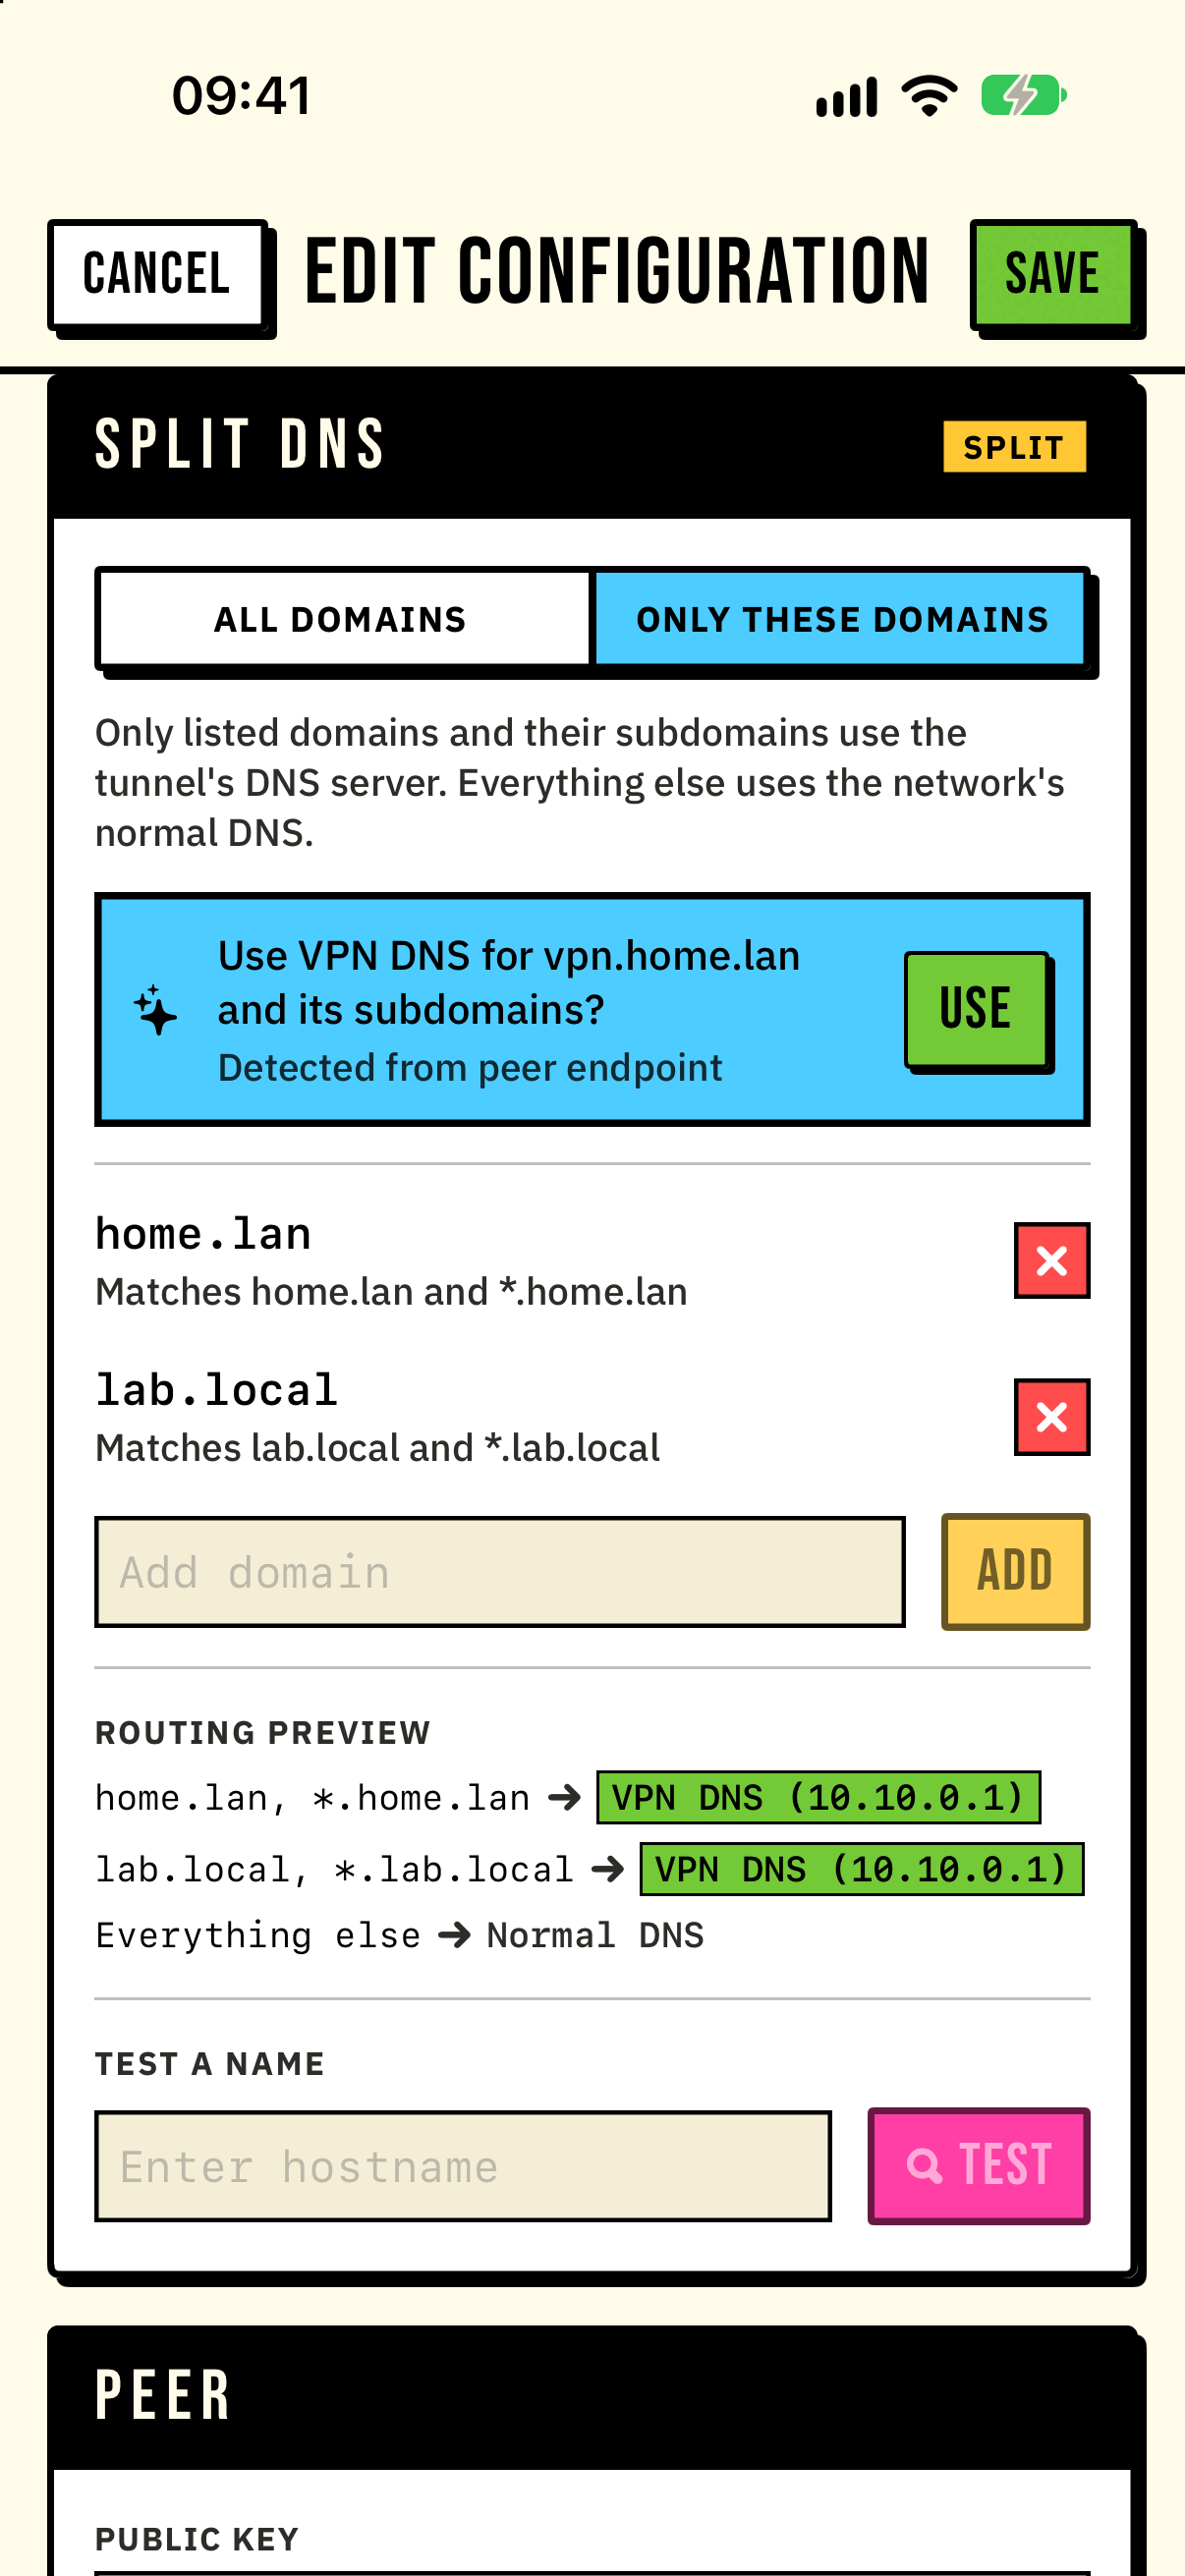 09:41
CANCEL
EDIT CONFIGURATION
SAVE
SPLIT DNS
SPLIT
ALL DOMAINS
ONLY THESE DOMAINS
Only listed domains and their subdomains use the
tunnel's DNS server. Everything else uses the network's
normal DNS.
Use VPN DNS for vpn.home.lan
and its subdomains?
Detected from peer endpoint
USE
home.lan
Matches home.lan and *.home.lan
lab.local
Matches lab.local and *.lab.local
Add domain
ADD
ROUTING PREVIEW
home.lan, *.home.lan → VPN DNS (10.10.0.1)
lab.local, *.lab.local → VPN DNS (10.10.0.1)
Everything else → Normal DNS
TEST A NAME
Enter hostname
TEST
PEER
PUBLIC KEY